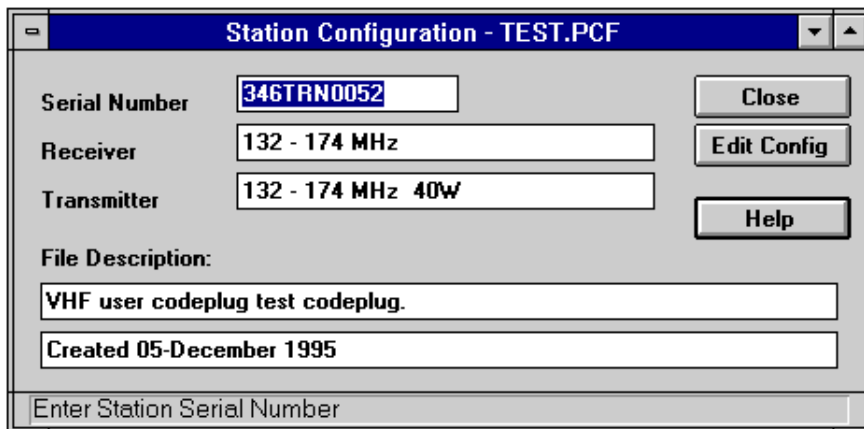 Station Configuration - TEST.PCF
Serial Number 346TRN0052 Close
Receiver 132 - 174 MHz Edit Config
Transmitter 132 - 174 MHz 40W Help
File Description:
VHF user codeplug test codeplug.
Created 05-December 1995
Enter Station Serial Number